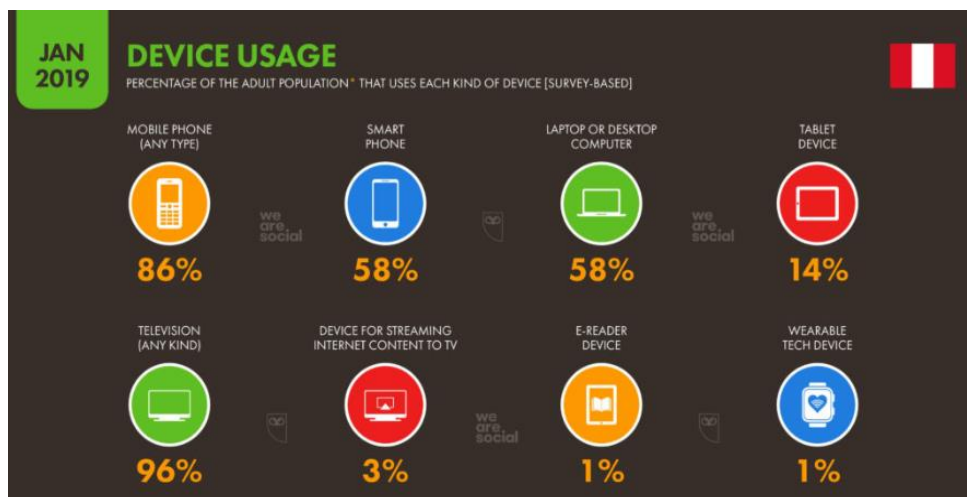 JAN
2019
DEVICE USAGE
PERCENTAGE OF THE ADULT POPULATION* THAT USES EACH KIND OF DEVICE [SURVEY-BASED]
MOBILE PHONE
(ANY TYPE)
SMART
PHONE
LAPTOP OR DESKTOP
COMPUTER
TABLET
DEVICE
we
are.
social
we
are.
social
86%
58%
58%
14%
TELEVISION
(ANY KIND)
DEVICE FOR STREAMING
INTERNET CONTENT TO TV
E-READER
DEVICE
WEARABLE
TECH DEVICE
we
are.
social
96%
3%
1%
1%